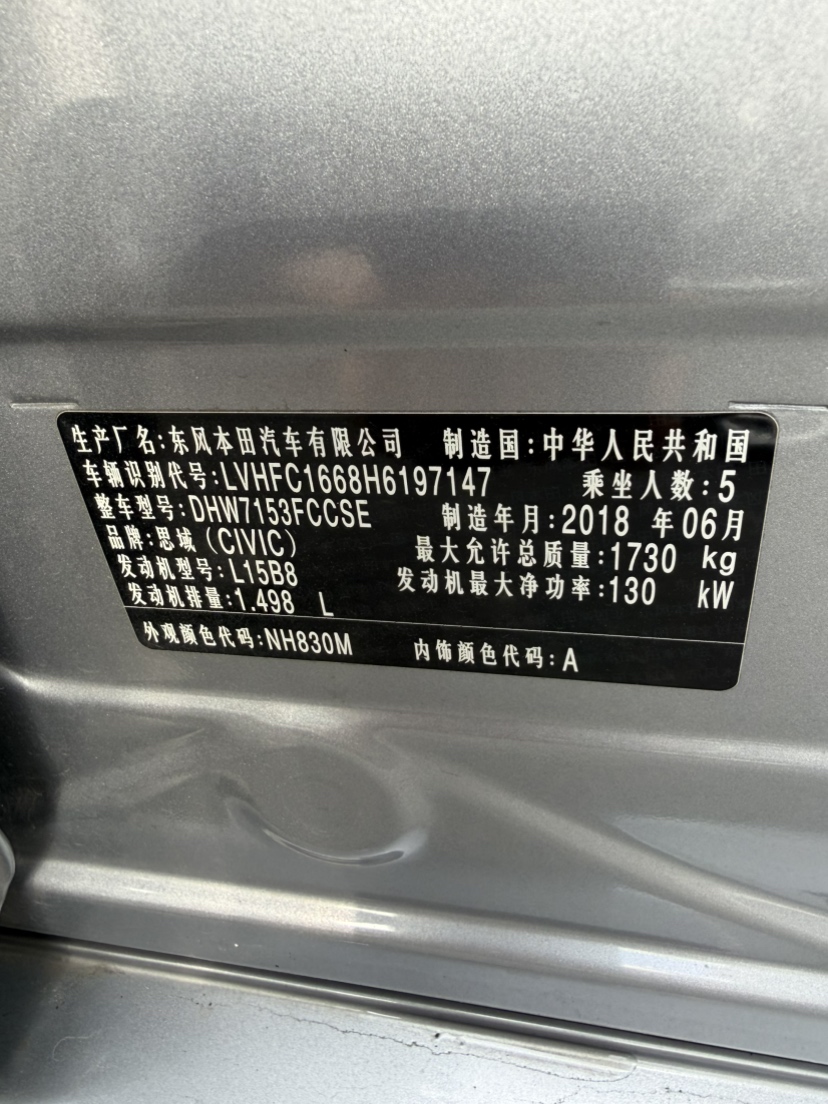 生产厂名:东风本田汽车有限公司 制造国:中华人民共和国
车辆识别代号:LVHFC1668H6197147 乘坐人数:5
整车型号:DHW7153FCCSE 制造年月:2018 年06月
品牌:思域(CIVIC) 最大允许总质量:1730 kg
发动机型号:L15B8 发动机最大净功率:130 kW
发动机排量:1.498 L
外观颜色代码:NH830M 内饰颜色代码:A